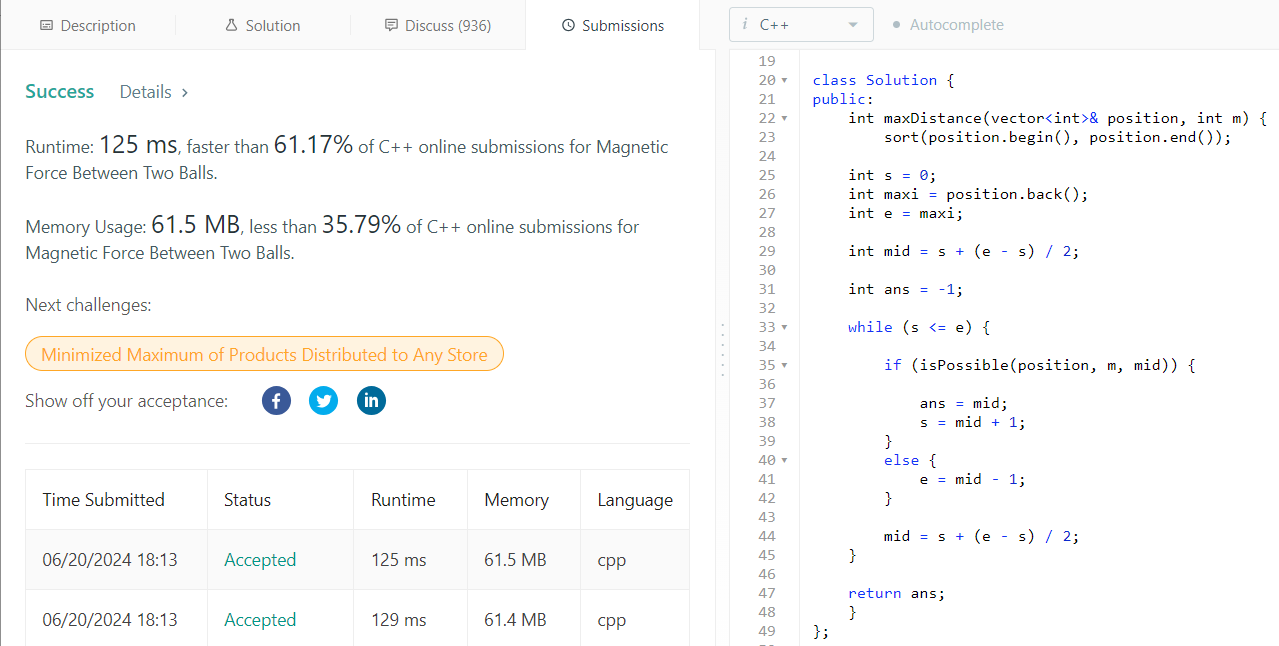 Description
Solution
Discuss (936)
Submissions
i C++
Autocomplete
Success Details >
Runtime: 125 ms, faster than 61.17% of C++ online submissions for Magnetic
Force Between Two Balls.
Memory Usage: 61.5 MB, less than 35.79% of C++ online submissions for
Magnetic Force Between Two Balls.
Next challenges:
Minimized Maximum of Products Distributed to Any Store
Show off your acceptance:
Time Submitted Status Runtime Memory Language
06/20/2024 18:13 Accepted 125 ms 61.5 MB cpp
06/20/2024 18:13 Accepted 129 ms 61.4 MB cpp
19
20 class Solution {
21 public:
22 int maxDistance(vector<int>& position, int m) {
23 sort(position.begin(), position.end());
24
25 int s = 0;
26 int maxi = position.back();
27 int e = maxi;
28
29 int mid = s + (e - s) / 2;
30
31 int ans = -1;
32
33 while (s <= e) {
34
35 if (isPossible(position, m, mid)) {
36
37 ans = mid;
38 s = mid + 1;
39 }
40 else {
41 e = mid - 1;
42 }
43
44 mid = s + (e - s) / 2;
45 }
46
47 return ans;
48 }
49 };